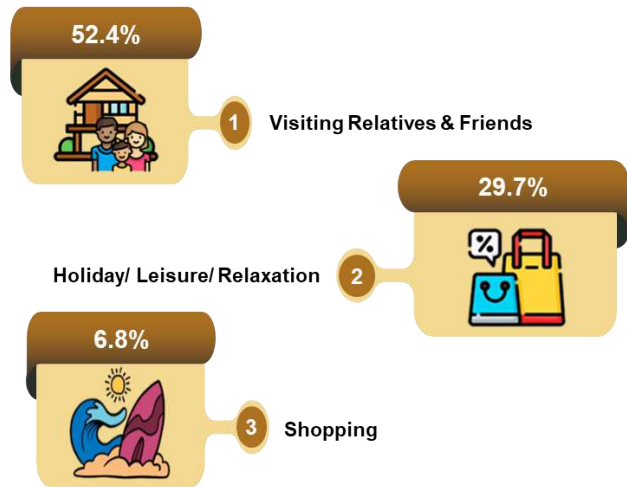 52.4%
1
Visiting Relatives & Friends
29.7%
%
Holiday/ Leisure/ Relaxation
2
6.8%
3
Shopping